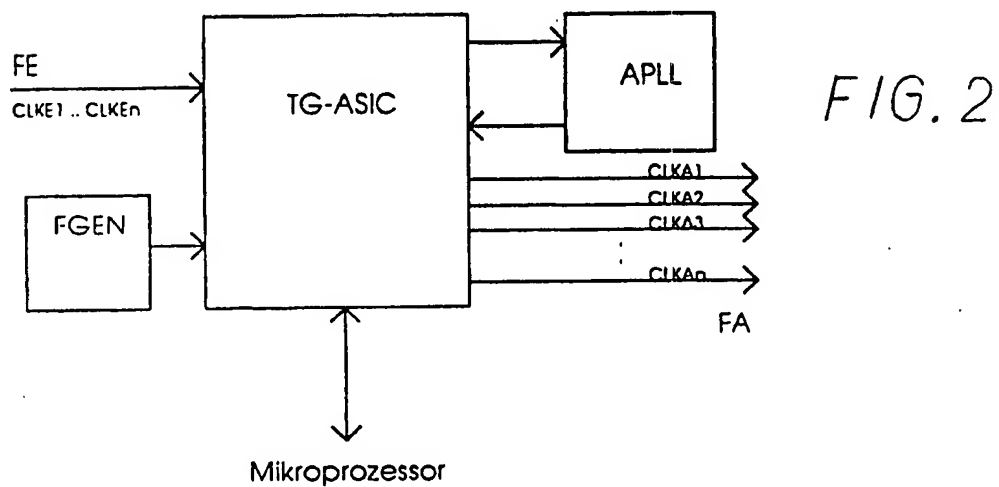 FE
CLKE1 .. CLKEn
TG-ASIC
APLL
FIG. 2
FGEN
CLKA1
CLKA2
CLKA3
CLKAn
FA
Mikroprozessor